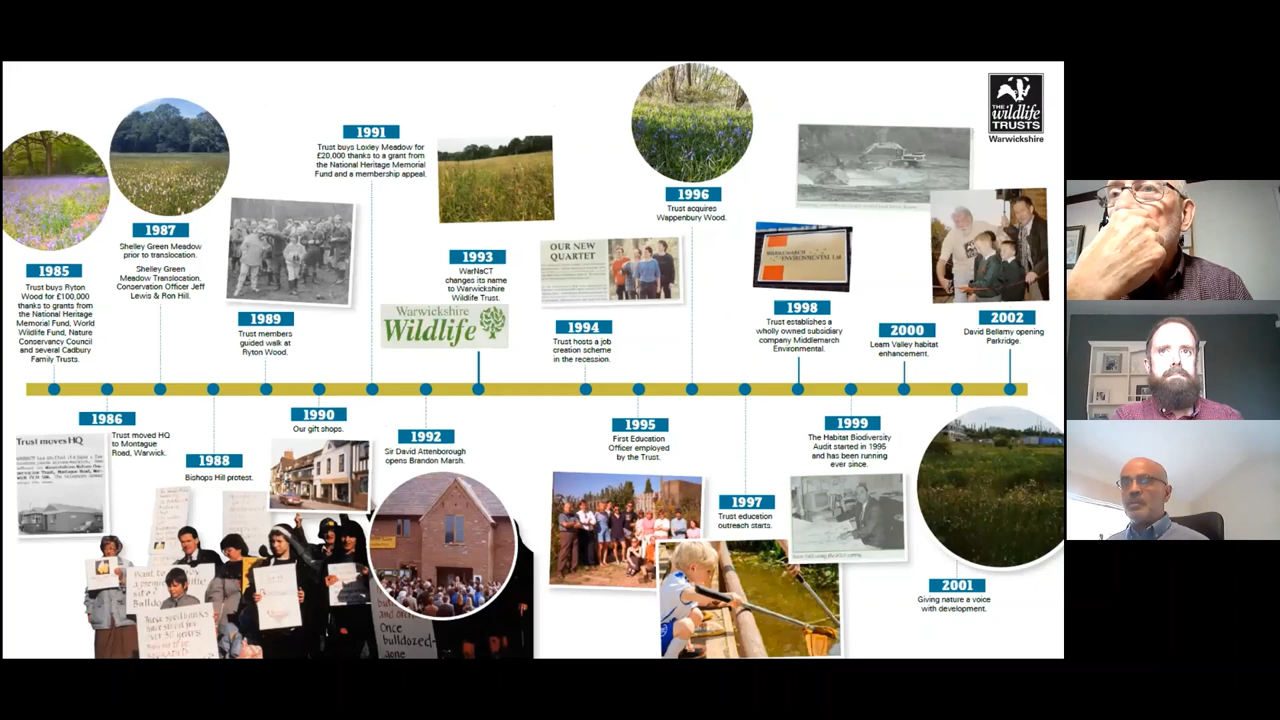 THE
wildlife
TRUSTS
Warwickshire
1985
Trust buys Ryton
Wood for £100,000
thanks to grants from
the National Heritage
Memorial Fund, World
Wildlife Fund, Nature
Conservancy Council
and several Cadbury
Family Trusts.
1986
Trust moved HQ
to Montague
Road, Warwick.
Trust moves HQ
1987
Shelley Green Meadow
prior to translocation.
Shelley Green
Meadow Translocation,
Conservation Officer Jeff
Lewis & Ron Hill.
1988
Bishops Hill protest.
Once
bulldozed-
gone
1989
Trust members
guided walk at
Ryton Wood.
1990
Our gift shops.
1991
Trust buys Loxley Meadow for
£20,000 thanks to a grant from
the National Heritage Memorial
Fund and a membership appeal.
1992
Sir David Attenborough
opens Brandon Marsh.
1993
WarNaCT
changes its name
to Warwickshire
Wildlife Trust.
Warwickshire
Wildlife
1994
Trust hosts a job
creation scheme
in the recession.
OUR NEW
QUARTET
1995
First Education
Officer employed
by the Trust.
1996
Trust acquires
Wappenbury Wood.
1997
Trust education
outreach starts.
1998
Trust establishes a
wholly owned subsidiary
company Middlemarch
Environmental.
MIDDLEMARCH
ENVIRONMENTAL Ltd
1999
The Habitat Biodiversity
Audit started in 1995
and has been running
ever since.
2000
Leam Valley habitat
enhancement.
2001
Giving nature a voice
with development.
2002
David Bellamy opening
Parkridge.